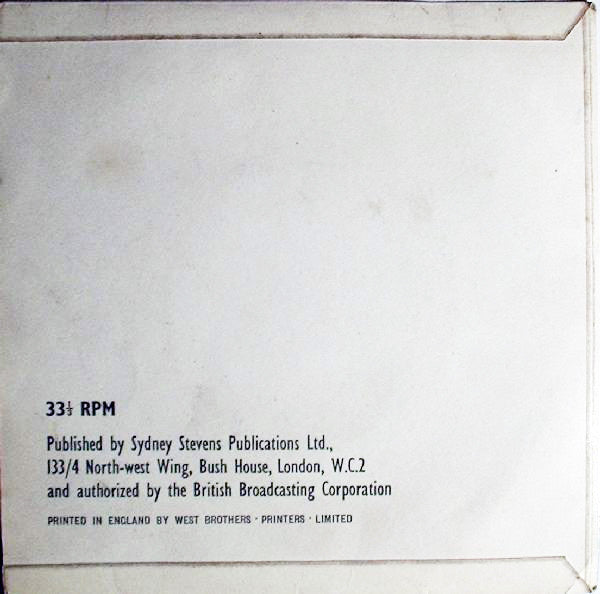 33⅓ RPM
Published by Sydney Stevens Publications Ltd.,
133/4 North-west Wing, Bush House, London, W.C.2
and authorized by the British Broadcasting Corporation
PRINTED IN ENGLAND BY WEST BROTHERS · PRINTERS · LIMITED